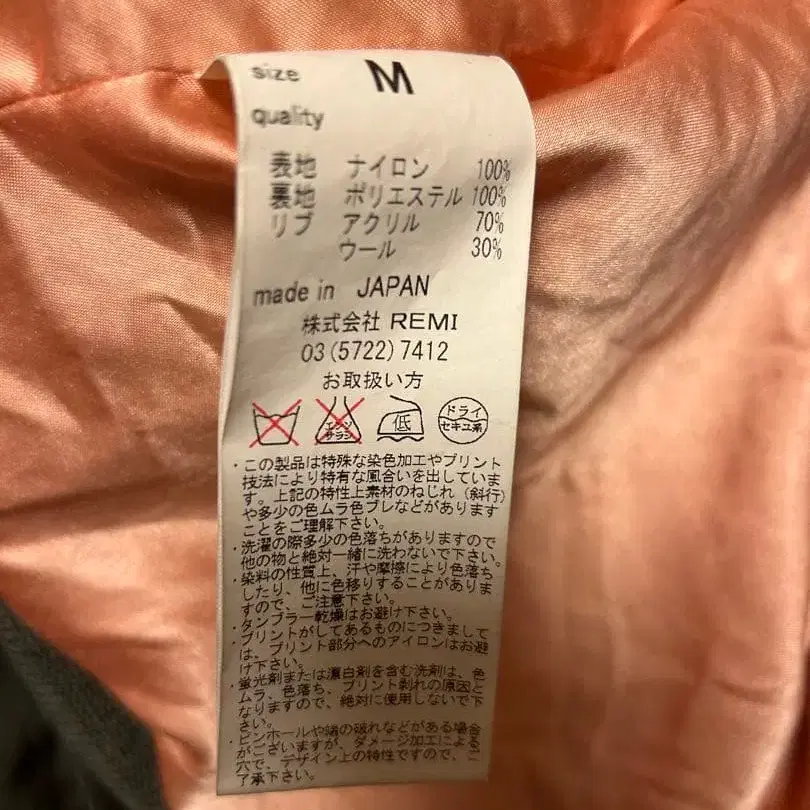 size M
quality
表地 ナイロン 100%
裏地 ポリエステル 100%
リブ アクリル 70%
ウール 30%
made in JAPAN
株式会社 REMI
03(5722)7412
お取扱い方
エンソ サラシ 低 ドライ セキユ系
・この製品は特殊な染色加工やプリント
技法により特有な風合いを出していま
す。上記の特性上素材のねじれ(斜行)
や多少の色ムラ色ブレなどがあります
ことをご理解下さい。
・洗濯の際多少の色落ちがありますので
他の物と絶対一緒に洗わないで下さい。
・染料の性質上、汗や摩擦により色落ち
したり、他に色移りすることがありま
すので、ご注意下さい。
・タンブラー乾燥はお避け下さい。
・プリントがしてあるものにつきまして
は、プリント部分へのアイロンはお避
け下さい。
・蛍光剤または漂白剤を含む洗剤は、色
ムラ、色落ち、プリント剥れの原因と
なりますので、絶対に使用しないで下
さい。
・ピンホールや端の破れなどがある場合
がございますが、ダメージ加工による
穴で、デザイン上の特性ですので、ご
了承下さい。